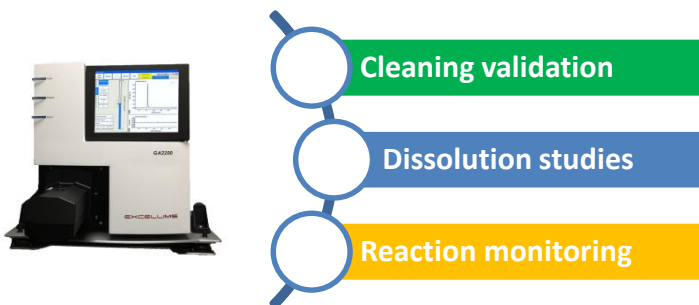 GA2200
EXCELLIMS
Cleaning validation
Dissolution studies
Reaction monitoring